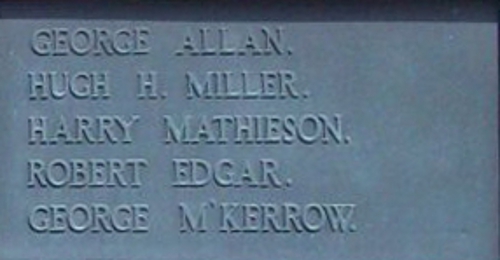 GEORGE ALLAN.
HUGH H. MILLER.
HARRY MATHIESON.
ROBERT EDGAR.
GEORGE M'KERROW.